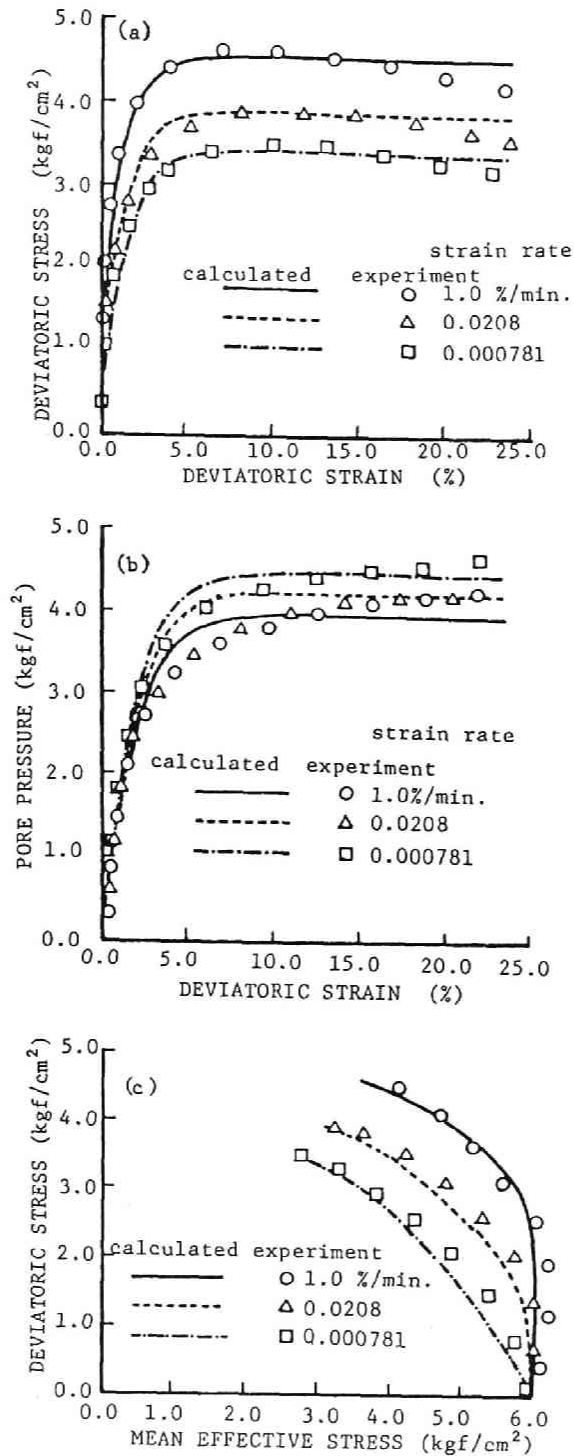 (a)
DEVIATORIC STRESS (kgf/cm²)
5.0
4.0
3.0
2.0
1.0
0.0
strain rate
calculated experiment
1.0 %/min.
0.0208
0.000781
0.0 5.0 10.0 15.0 20.0 25.0
DEVIATORIC STRAIN (%)
(b)
PORE PRESSURE (kgf/cm²)
5.0
4.0
3.0
2.0
1.0
0.0
strain rate
calculated experiment
1.0%/min.
0.0208
0.000781
0.0 5.0 10.0 15.0 20.0 25.0
DEVIATORIC STRAIN (%)
(c)
DEVIATORIC STRESS (kgf/cm²)
5.0
4.0
3.0
2.0
1.0
0.0
calculated experiment
1.0 %/min.
0.0208
0.000781
0.0 1.0 2.0 3.0 4.0 5.0 6.0
MEAN EFFECTIVE STRESS (kgf/cm²)